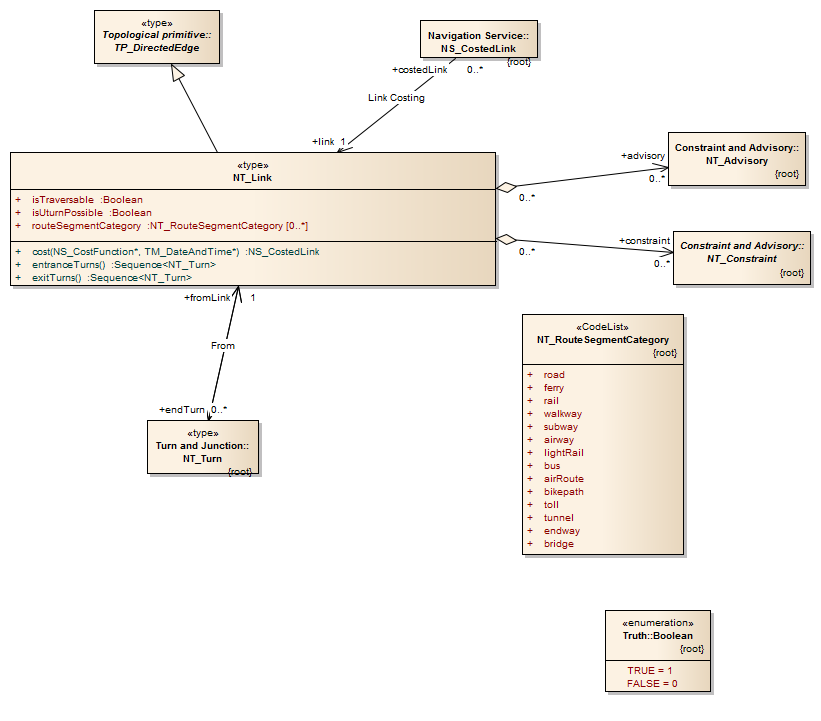 «type»
Topological primitive::
TP_DirectedEdge
Navigation Service::
NS_CostedLink
{root}
+costedLink 0..*
Link Costing
+link 1
«type»
NT_Link
+ isTraversable :Boolean
+ isUturnPossible :Boolean
+ routeSegmentCategory :NT_RouteSegmentCategory [0..*]
+ cost(NS_CostFunction*, TM_DateAndTime*) :NS_CostedLink
+ entranceTurns() :Sequence<NT_Turn>
+ exitTurns() :Sequence<NT_Turn>
+advisory
0..*
0..*
Constraint and Advisory::
NT_Advisory
{root}
+constraint
0..*
0..*
Constraint and Advisory::
NT_Constraint
{root}
+fromLink 1
From
+endTurn 0..*
«type»
Turn and Junction::
NT_Turn
{root}
«CodeList»
NT_RouteSegmentCategory
{root}
+ road
+ ferry
+ rail
+ walkway
+ subway
+ airway
+ lightRail
+ bus
+ airRoute
+ bikepath
+ toll
+ tunnel
+ endway
+ bridge
«enumeration»
Truth::Boolean
{root}
TRUE = 1
FALSE = 0